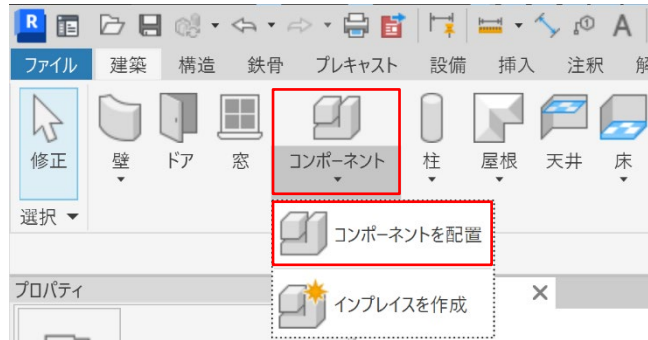 R
A
ファイル 建築 構造 鉄骨 プレキャスト 設備 挿入 注釈 解
修正 壁 ドア 窓 コンポーネント 柱 屋根 天井 床
選択
コンポーネントを配置
プロパティ
インプレイスを作成